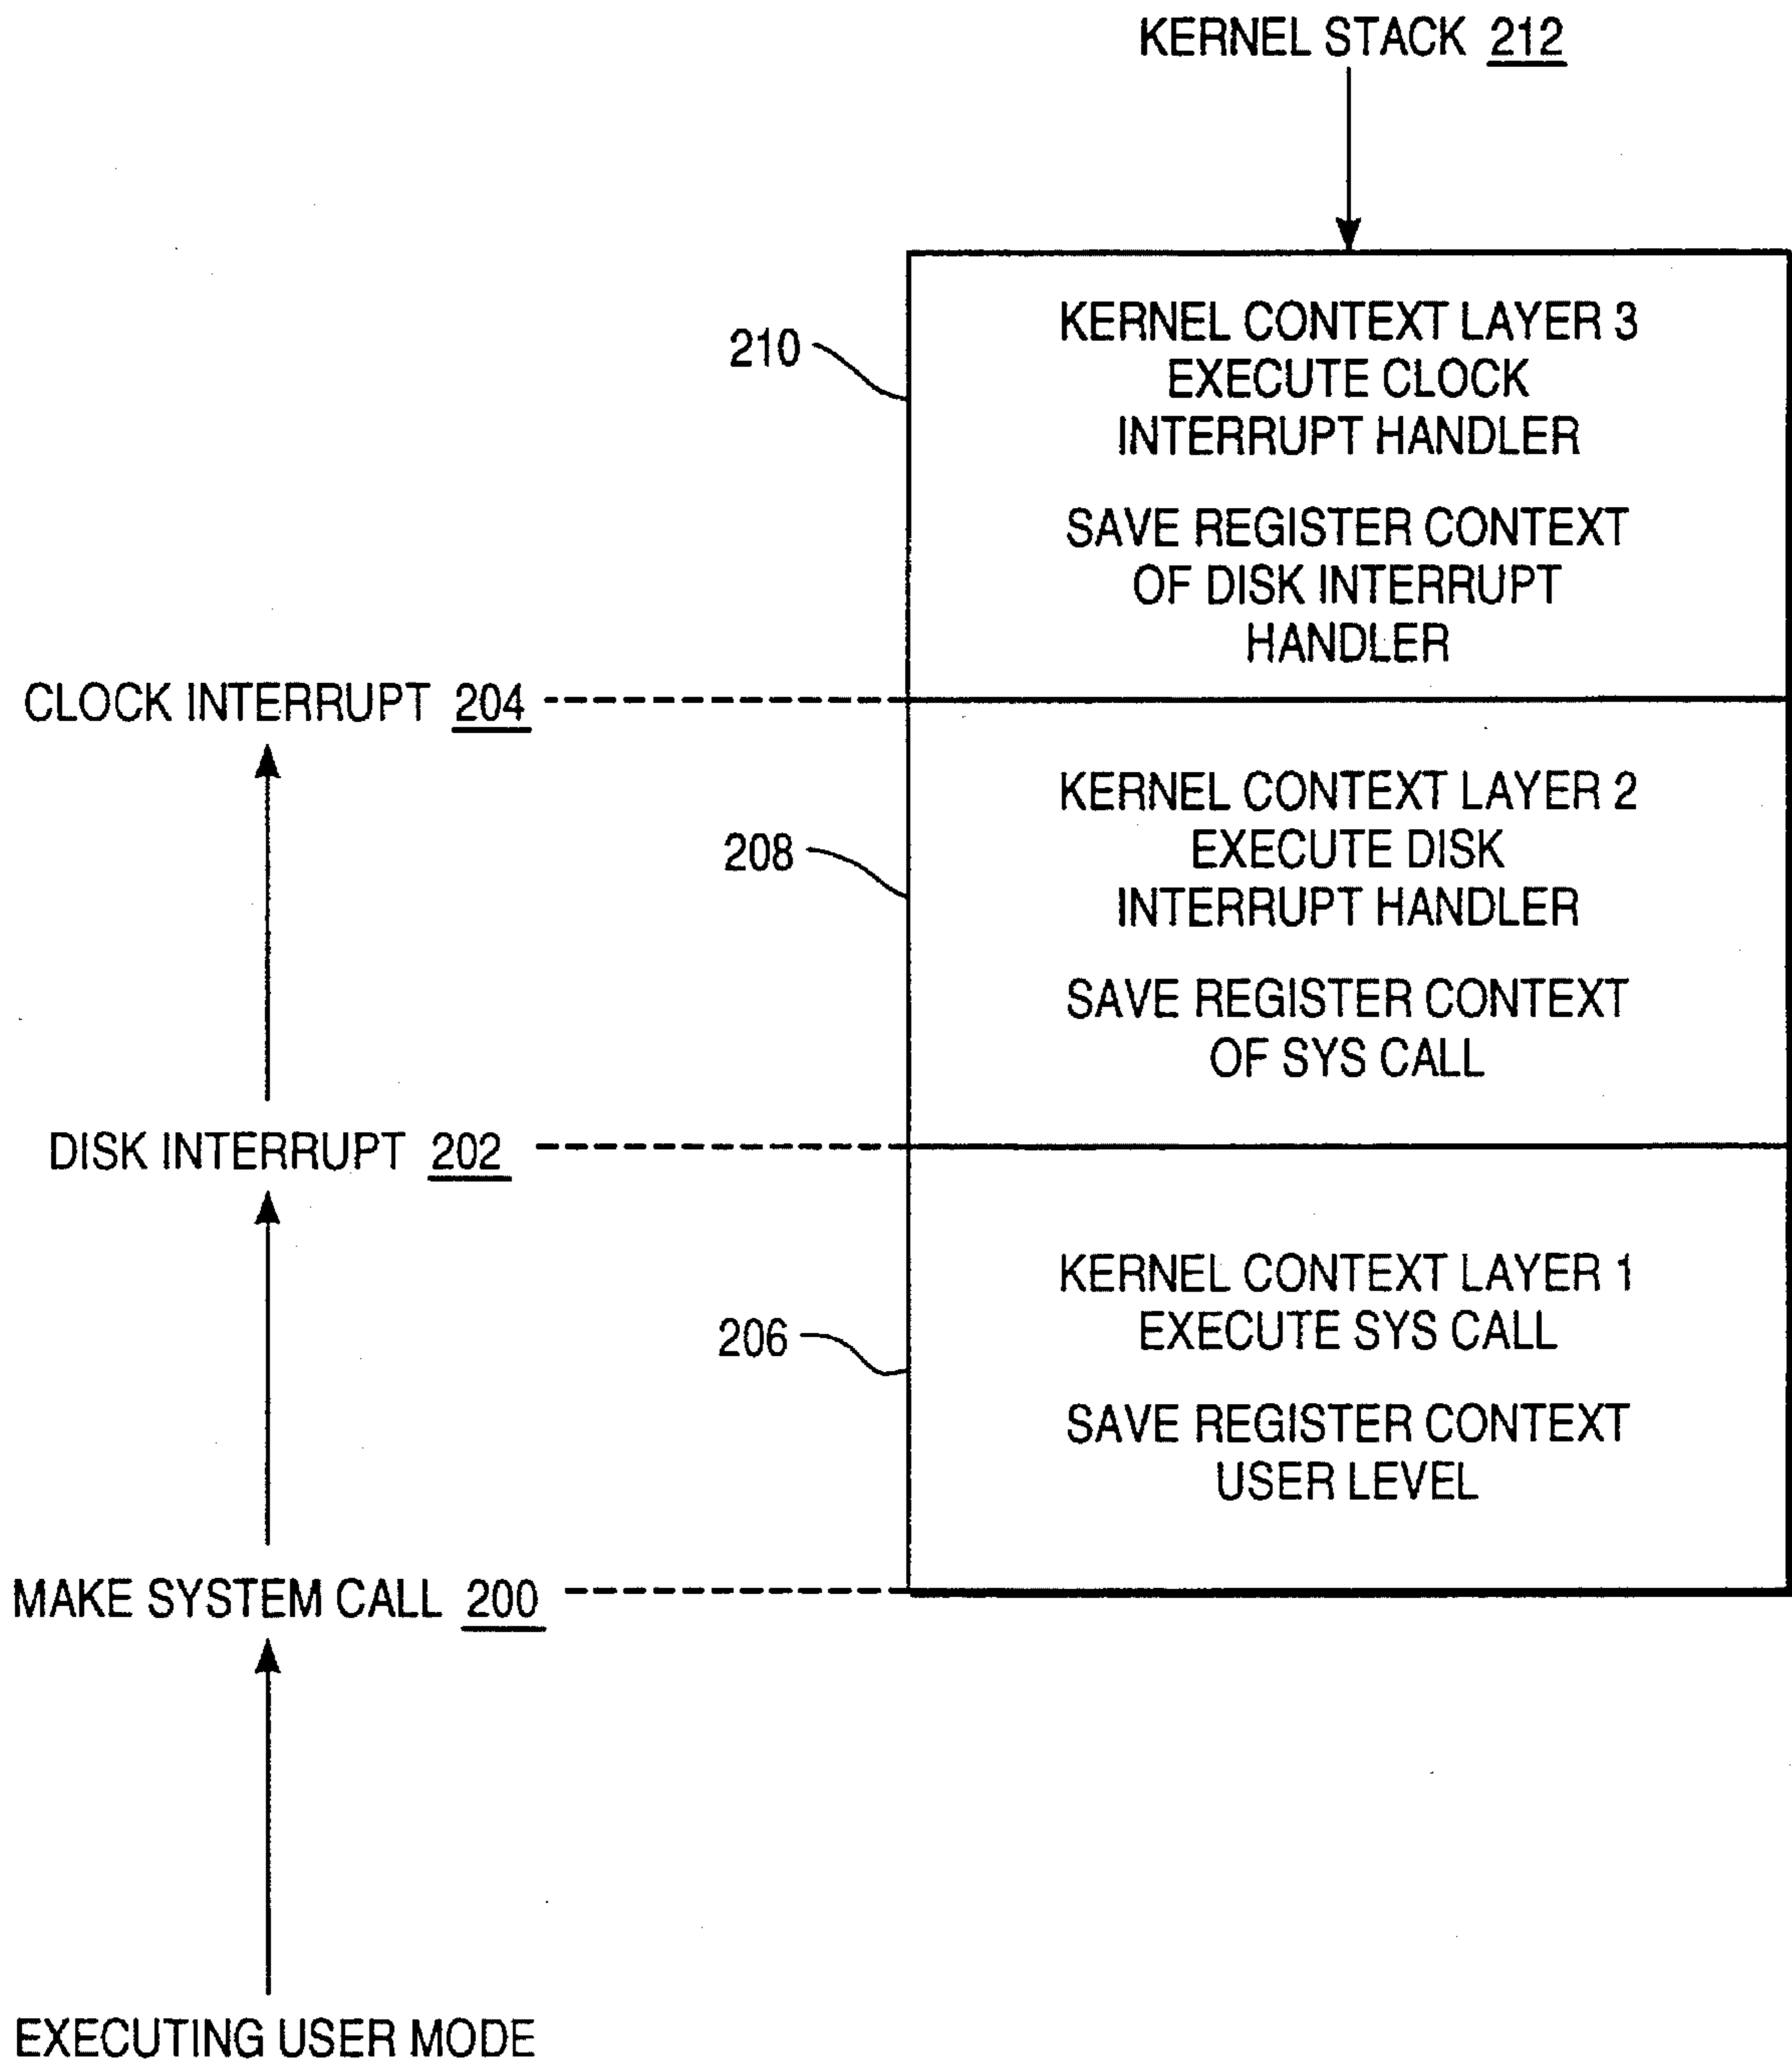 KERNEL STACK 212
210
KERNEL CONTEXT LAYER 3
EXECUTE CLOCK
INTERRUPT HANDLER
SAVE REGISTER CONTEXT
OF DISK INTERRUPT
HANDLER
CLOCK INTERRUPT 204
208
KERNEL CONTEXT LAYER 2
EXECUTE DISK
INTERRUPT HANDLER
SAVE REGISTER CONTEXT
OF SYS CALL
DISK INTERRUPT 202
206
KERNEL CONTEXT LAYER 1
EXECUTE SYS CALL
SAVE REGISTER CONTEXT
USER LEVEL
MAKE SYSTEM CALL 200
EXECUTING USER MODE